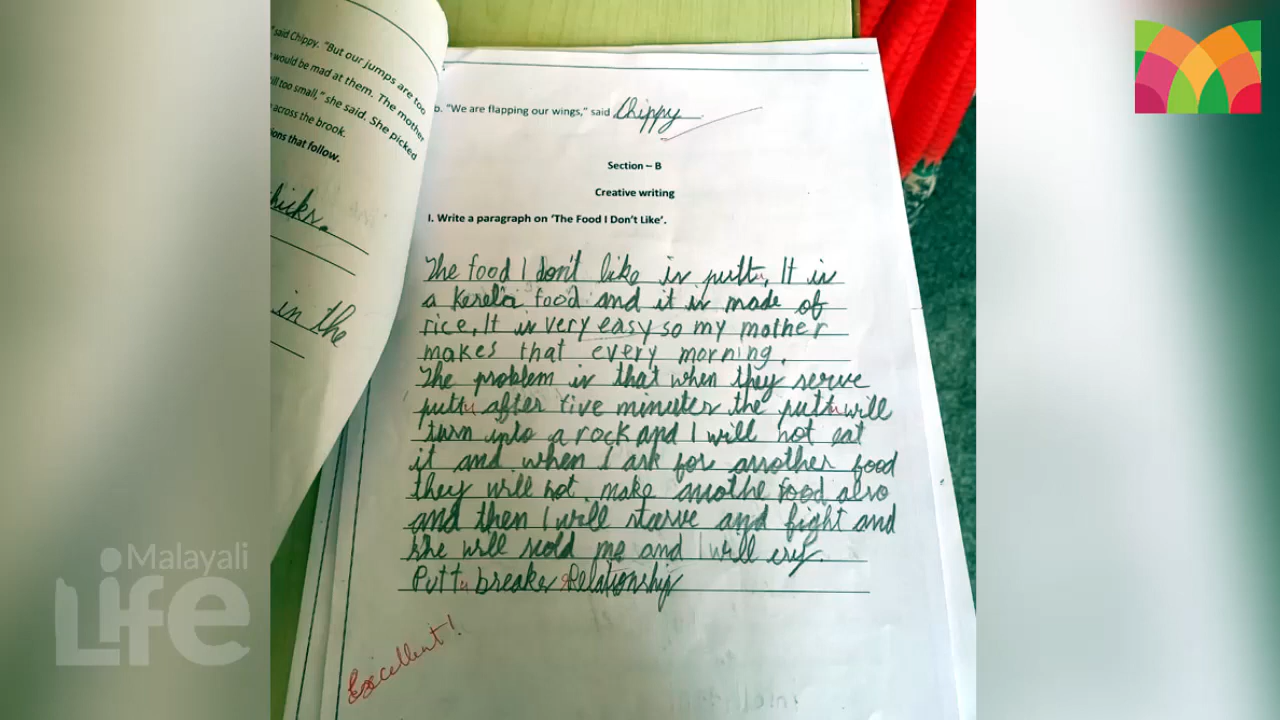 "said Chippy. "But our jumps are too
would be mad at them. The mother
ill too small," she said. She picked
across the brook.
ions that follow.
hicks.
in the
b. "We are flapping our wings," said Chippy
Section – B
Creative writing
I. Write a paragraph on 'The Food I Don't Like'.
The food I don't like is puttu, It is
a Kerela food and it is made of
rice, It is very easy so my mother
makes that every morning.
The problem is that when they serve
puttu after five minutes the puttu will
turn into a rock and I will not eat
it and when I ask for another food
they will not make anothe food also
and then I will starve and fight and
she will scold me and I will cry.
Puttu breakes Relationship
Excellent!
Malayali
Life